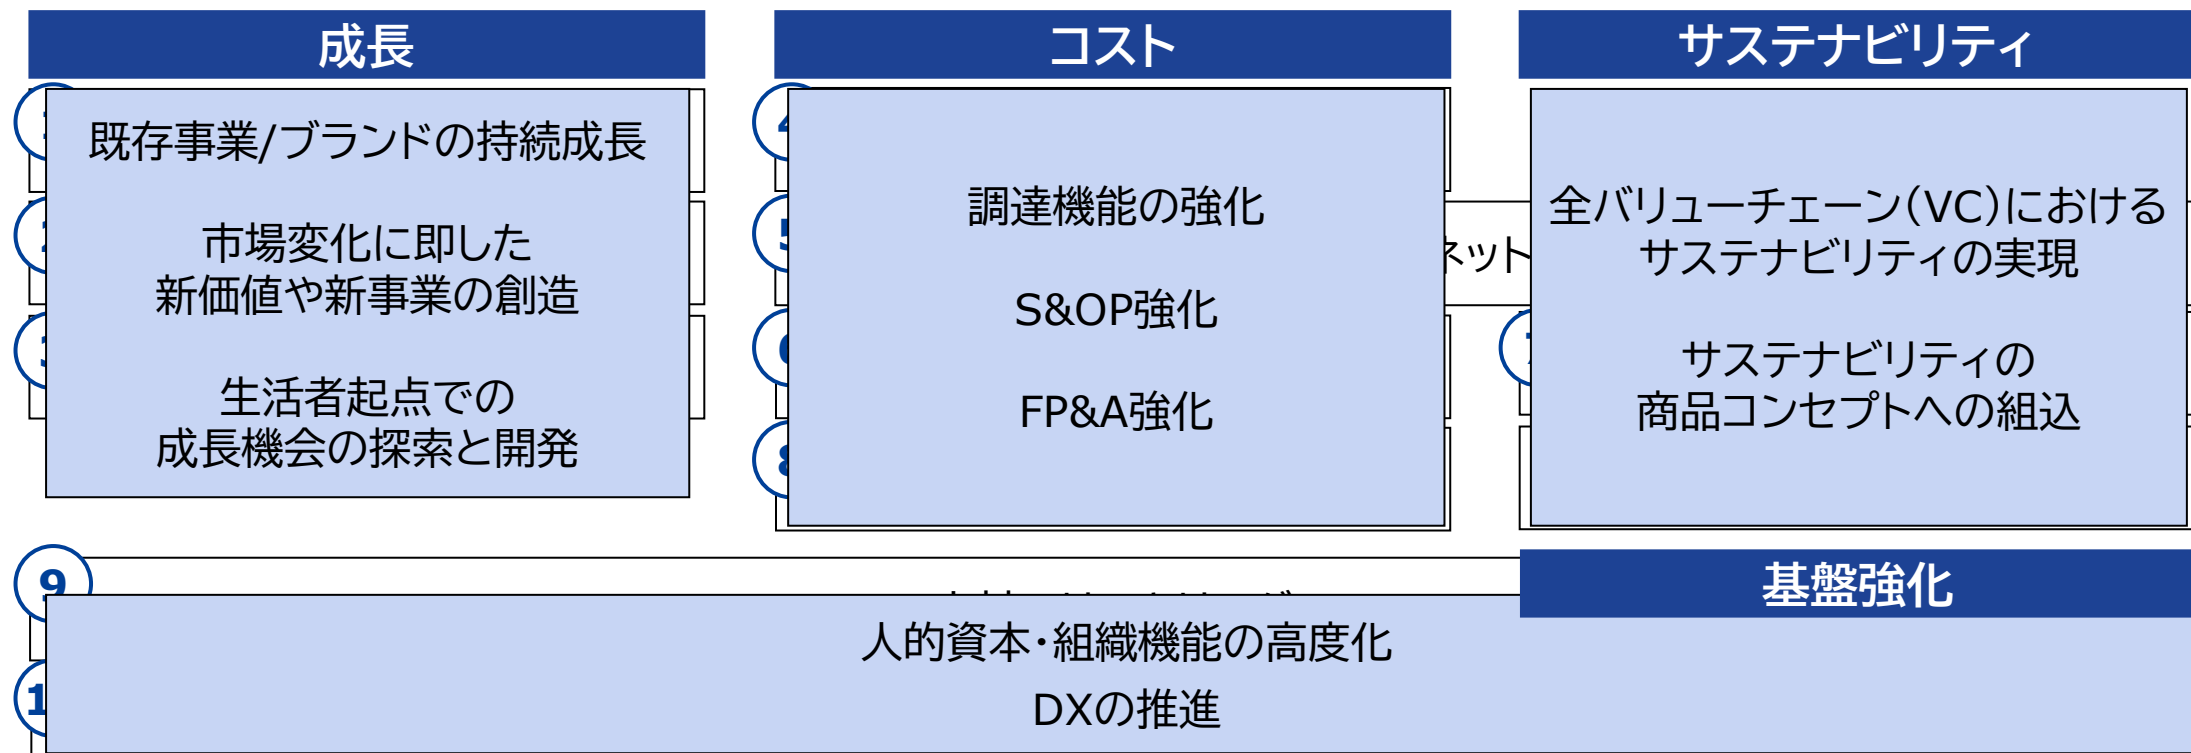 成長
既存事業/ブランドの持続成長
市場変化に即した
新価値や新事業の創造
生活者起点での
成長機会の探索と開発
コスト
調達機能の強化
S&OP強化
FP&A強化
ネット
サステナビリティ
全バリューチェーン(VC)における
サステナビリティの実現
サステナビリティの
商品コンセプトへの組込
9
基盤強化
人的資本・組織機能の高度化
DXの推進